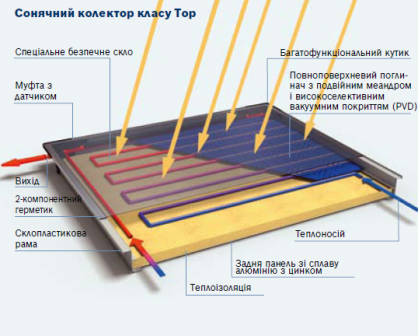 Сонячний колектор класу Top
Спеціальне безпечне скло
Багатофункціональний кутик
Муфта з
датчиком
Повноповерхневий погли-
нач з подвійним меандром
і високоселективним
вакуумним покриттям (PVD)
Вихід
2-компонентний
герметик
Склопластикова
рама
Теплоносій
Задня панель зі сплаву
алюмінію з цинком
Теплоізоляція